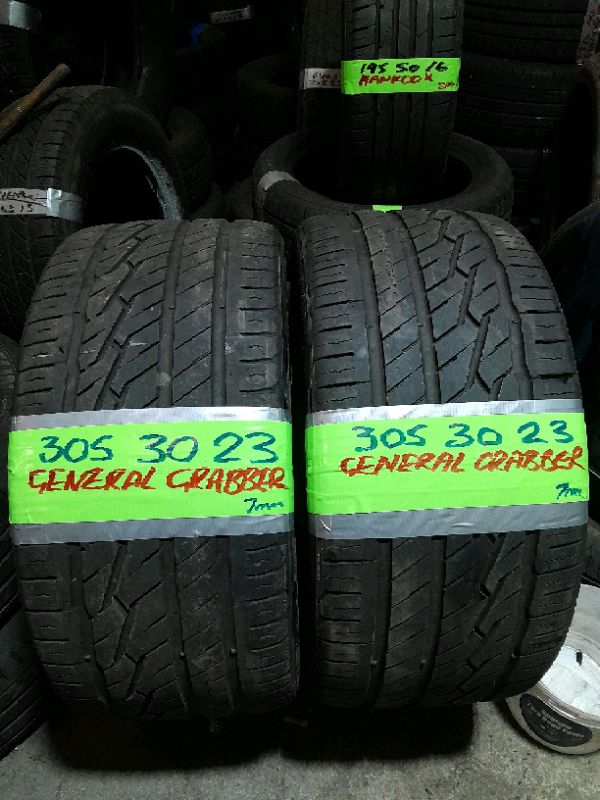 195 50 16
HANKOOK
305 30 23
GENERAL GRABBER
7mm
305 30 23
GENERAL GRABBER
7mm